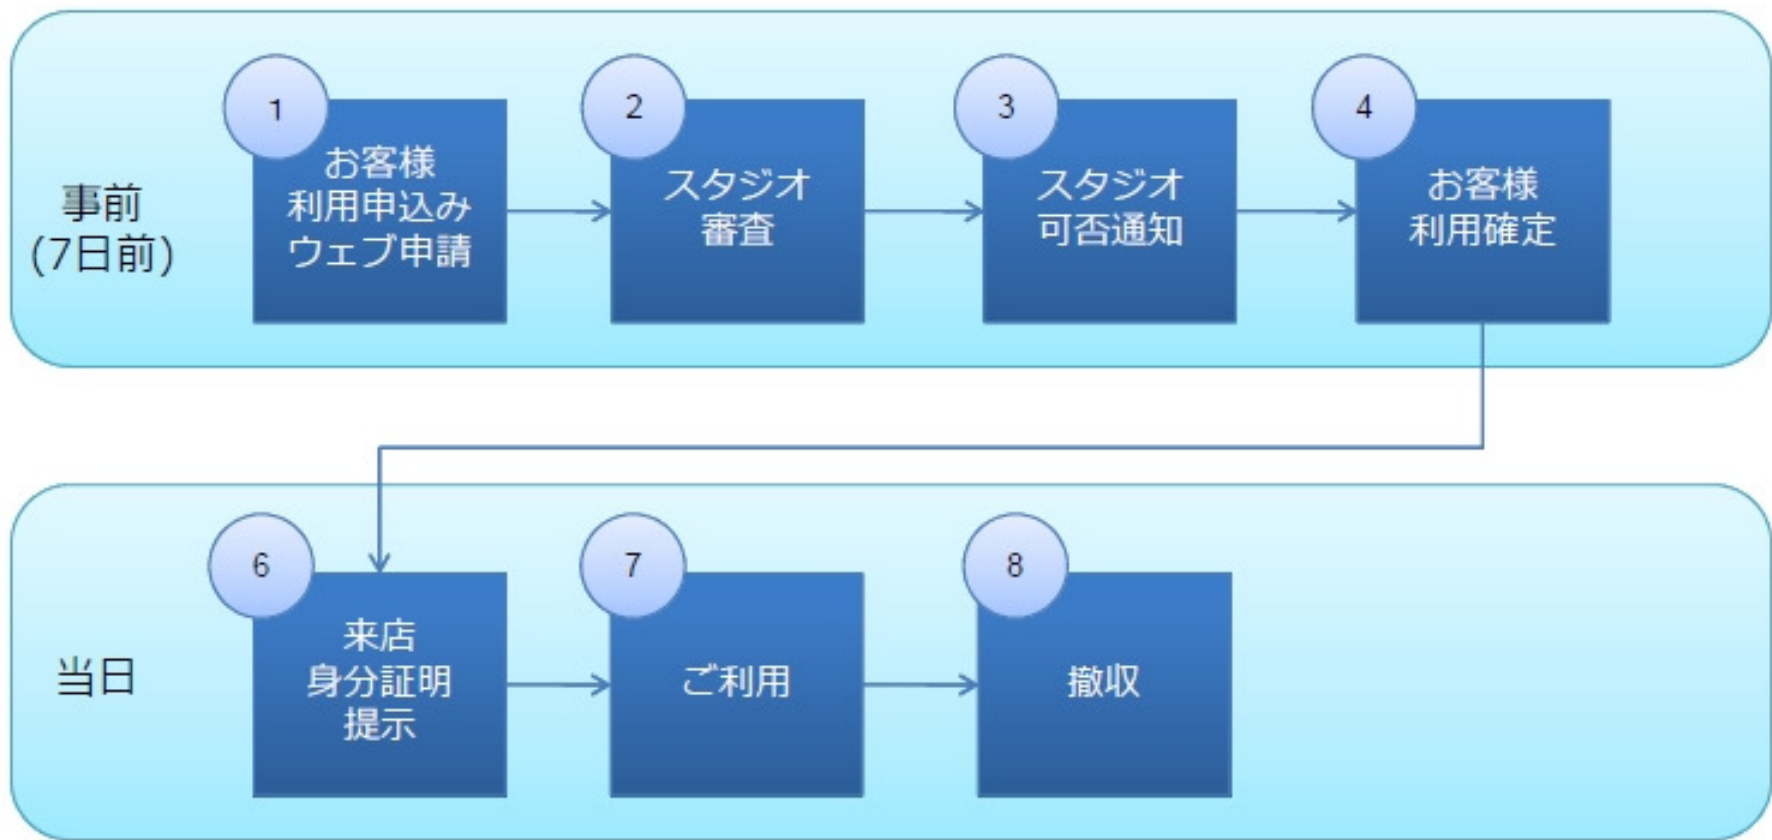 事前
(7日前)
1
お客様
利用申込み
ウェブ申請
2
スタジオ
審査
3
スタジオ
可否通知
4
お客様
利用確定
当日
6
来店
身分証明
提示
7
ご利用
8
撤収